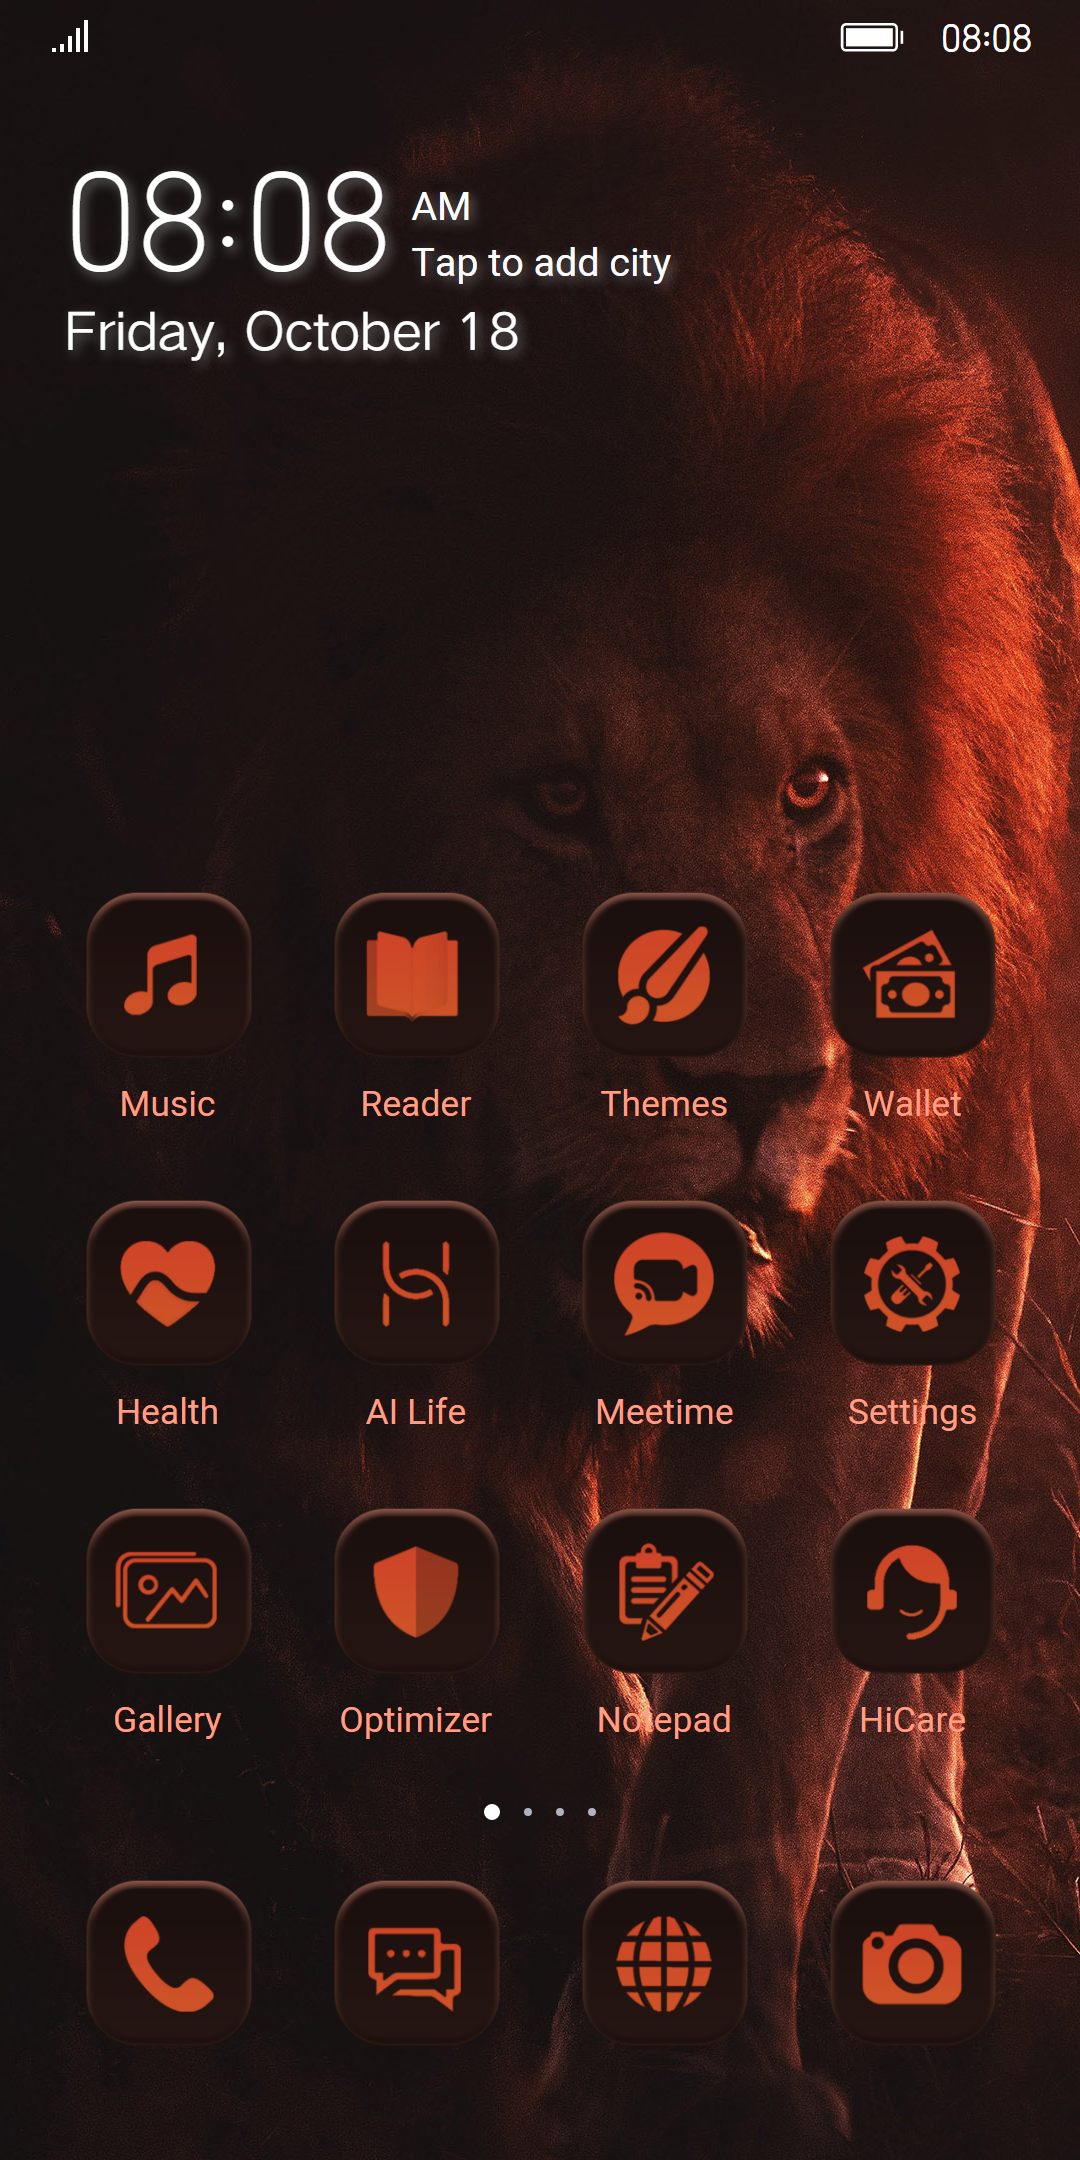 08:08
08:08 AM
Tap to add city
Friday, October 18
Music Reader Themes Wallet
Health AI Life Meetime Settings
Gallery Optimizer Notepad HiCare